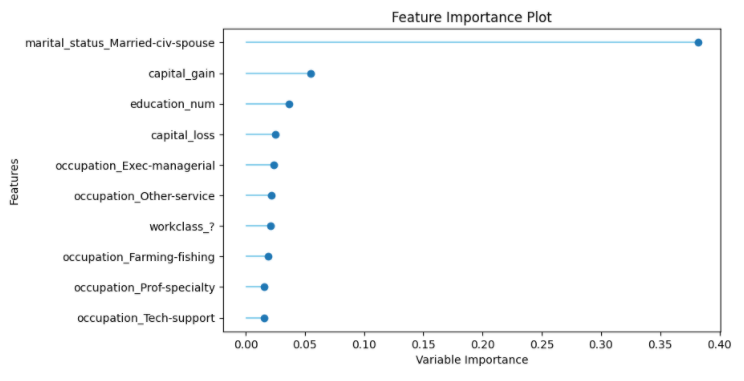 Feature Importance Plot
marital_status_Married-civ-spouse
capital_gain
education_num
capital_loss
occupation_Exec-managerial
occupation_Other-service
workclass_?
occupation_Farming-fishing
occupation_Prof-specialty
occupation_Tech-support
Features
0.00 0.05 0.10 0.15 0.20 0.25 0.30 0.35 0.40
Variable Importance